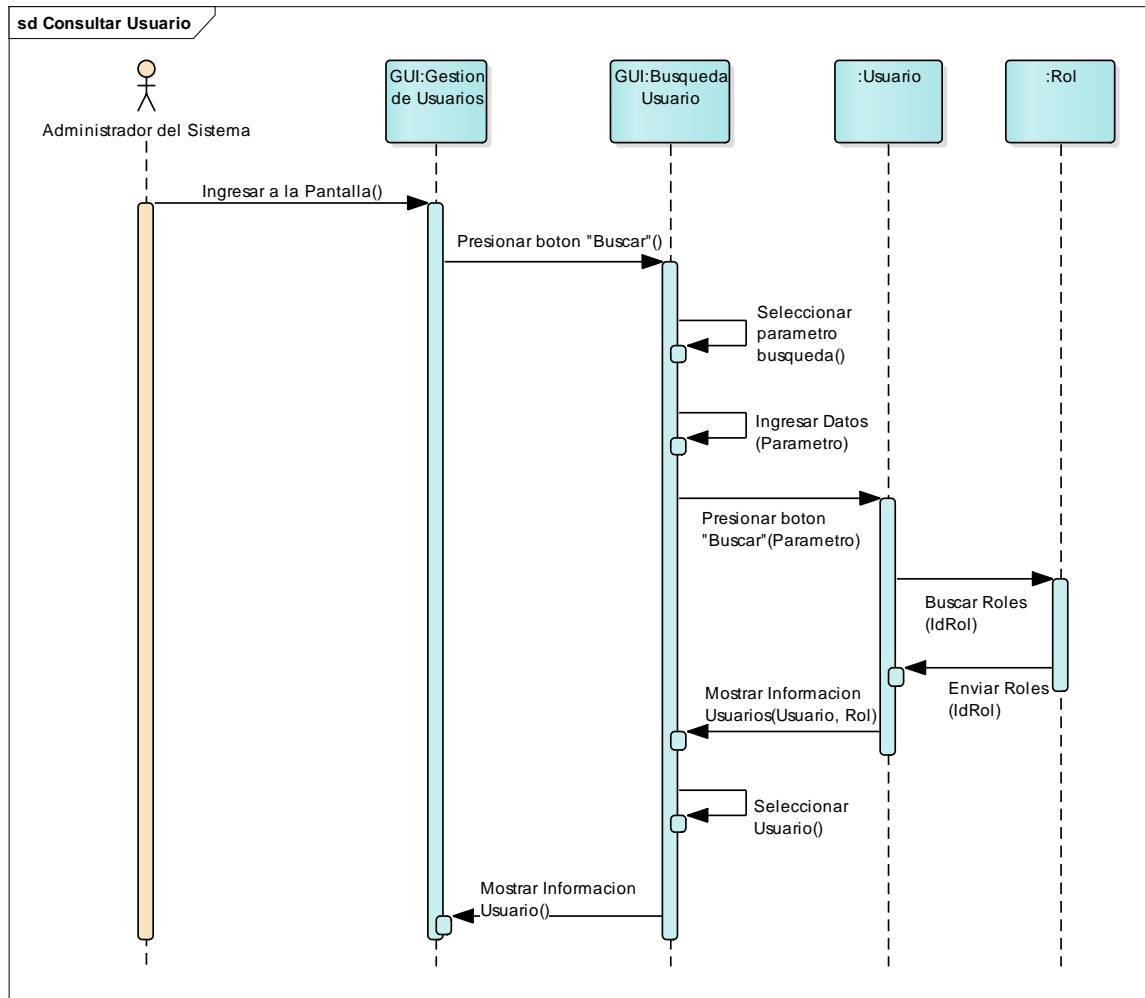 sd Consultar Usuario
Administrador del Sistema
GUI:Gestion
de Usuarios
GUI:Busqueda
Usuario
:Usuario
:Rol
Ingresar a la Pantalla()
Presionar boton "Buscar"()
Seleccionar
parametro
busqueda()
Ingresar Datos
(Parametro)
Presionar boton
"Buscar"(Parametro)
Buscar Roles
(IdRol)
Enviar Roles
(IdRol)
Mostrar Informacion
Usuarios(Usuario, Rol)
Seleccionar
Usuario()
Mostrar Informacion
Usuario()